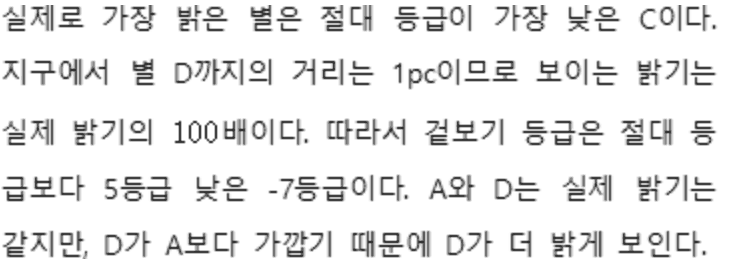 실제로 가장 밝은 별은 절대 등급이 가장 낮은 C이다.
지구에서 별 D까지의 거리는 1pc이므로 보이는 밝기는
실제 밝기의 100배이다. 따라서 겉보기 등급은 절대 등
급보다 5등급 낮은 -7등급이다. A와 D는 실제 밝기는
같지만, D가 A보다 가깝기 때문에 D가 더 밝게 보인다.